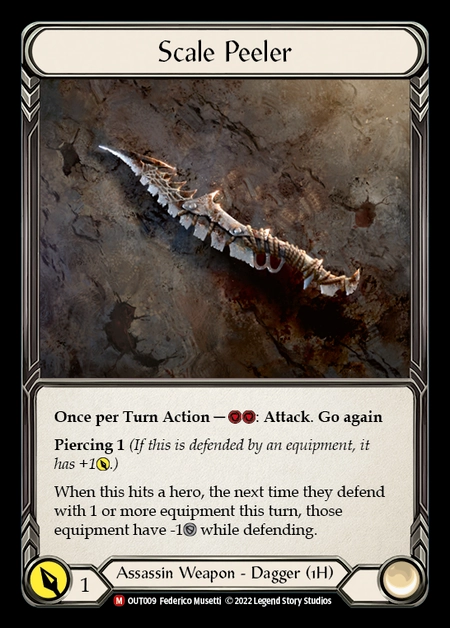 Scale Peeler
Once per Turn Action — : Attack. Go again
Piercing 1 (If this is defended by an equipment, it
has +1.)
When this hits a hero, the next time they defend
with 1 or more equipment this turn, those
equipment have -1 while defending.
1
Assassin Weapon - Dagger (1H)
M OUT009 Federico Musetti © 2022 Legend Story Studios